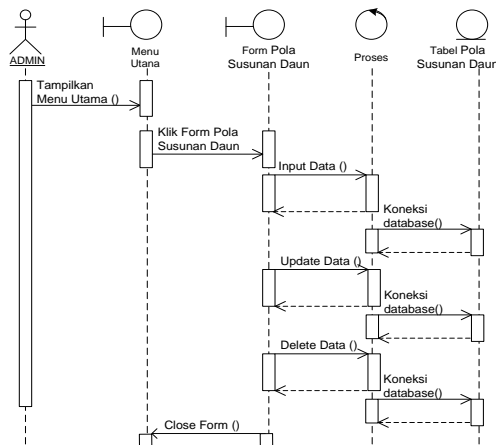 ADMIN
Menu
Utana
Form Pola
Susunan Daun
Proses
Tabel Pola
Susunan Daun
Tampilkan
Menu Utama ()
Klik Form Pola
Susunan Daun
Input Data ()
Koneksi
database()
Update Data ()
Koneksi
database()
Delete Data ()
Koneksi
database()
Close Form ()